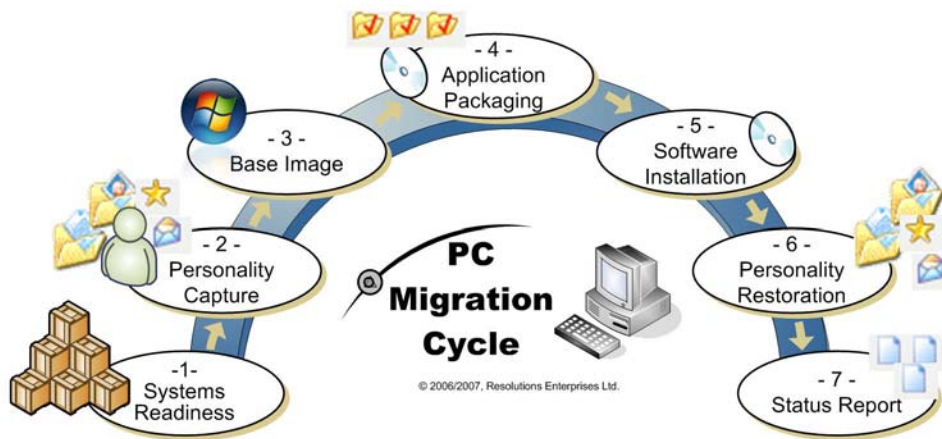 -1-
Systems
Readiness
- 2 -
Personality
Capture
- 3 -
Base Image
- 4 -
Application
Packaging
- 5 -
Software
Installation
- 6 -
Personality
Restoration
- 7 -
Status Report
PC
Migration
Cycle
© 2006/2007, Resolutions Enterprises Ltd.